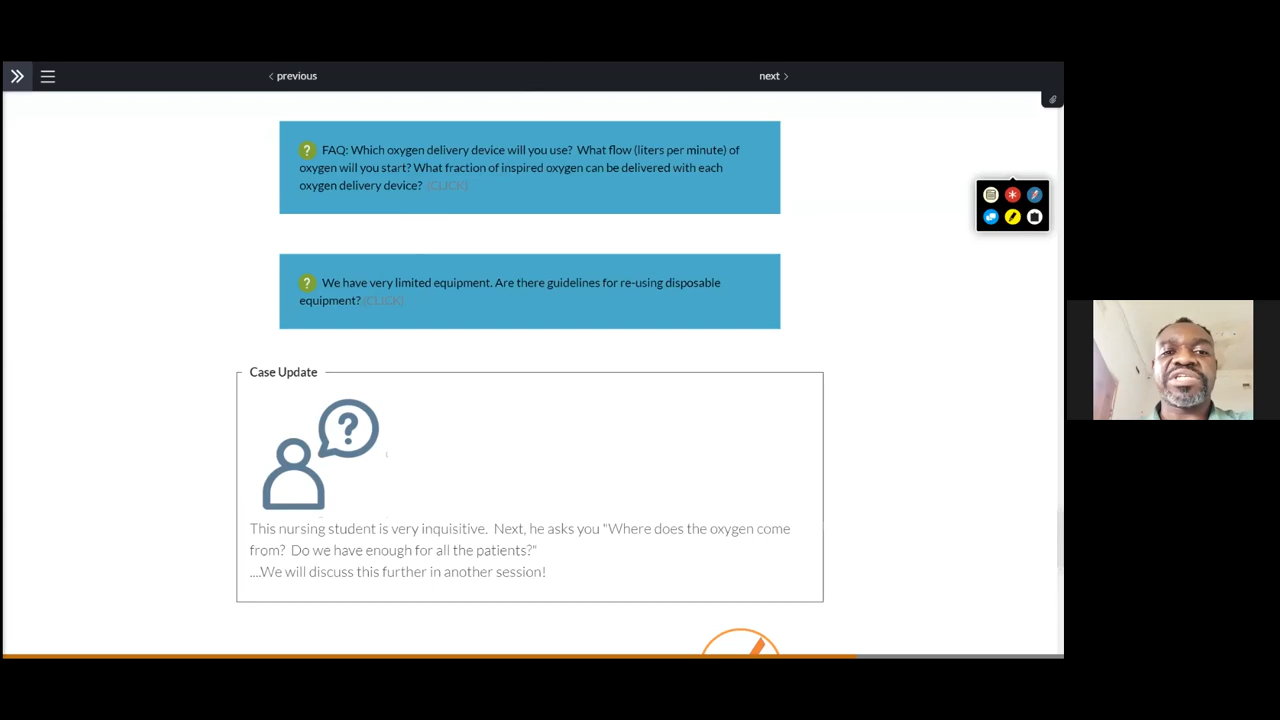 previous
next
? FAQ: Which oxygen delivery device will you use? What flow (liters per minute) of
oxygen will you start? What fraction of inspired oxygen can be delivered with each
oxygen delivery device? (CLICK)
? We have very limited equipment. Are there guidelines for re-using disposable
equipment? (CLICK)
Case Update
?
This nursing student is very inquisitive. Next, he asks you "Where does the oxygen come
from? Do we have enough for all the patients?"
....We will discuss this further in another session!